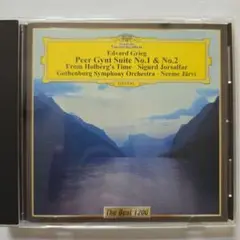 Edvard Grieg
Peer Gynt Suite No.1 & No.2
From Holberg's Time · Sigurd Jorsalfar
Gothenburg Symphony Orchestra · Neeme Järvi
The Best 1200